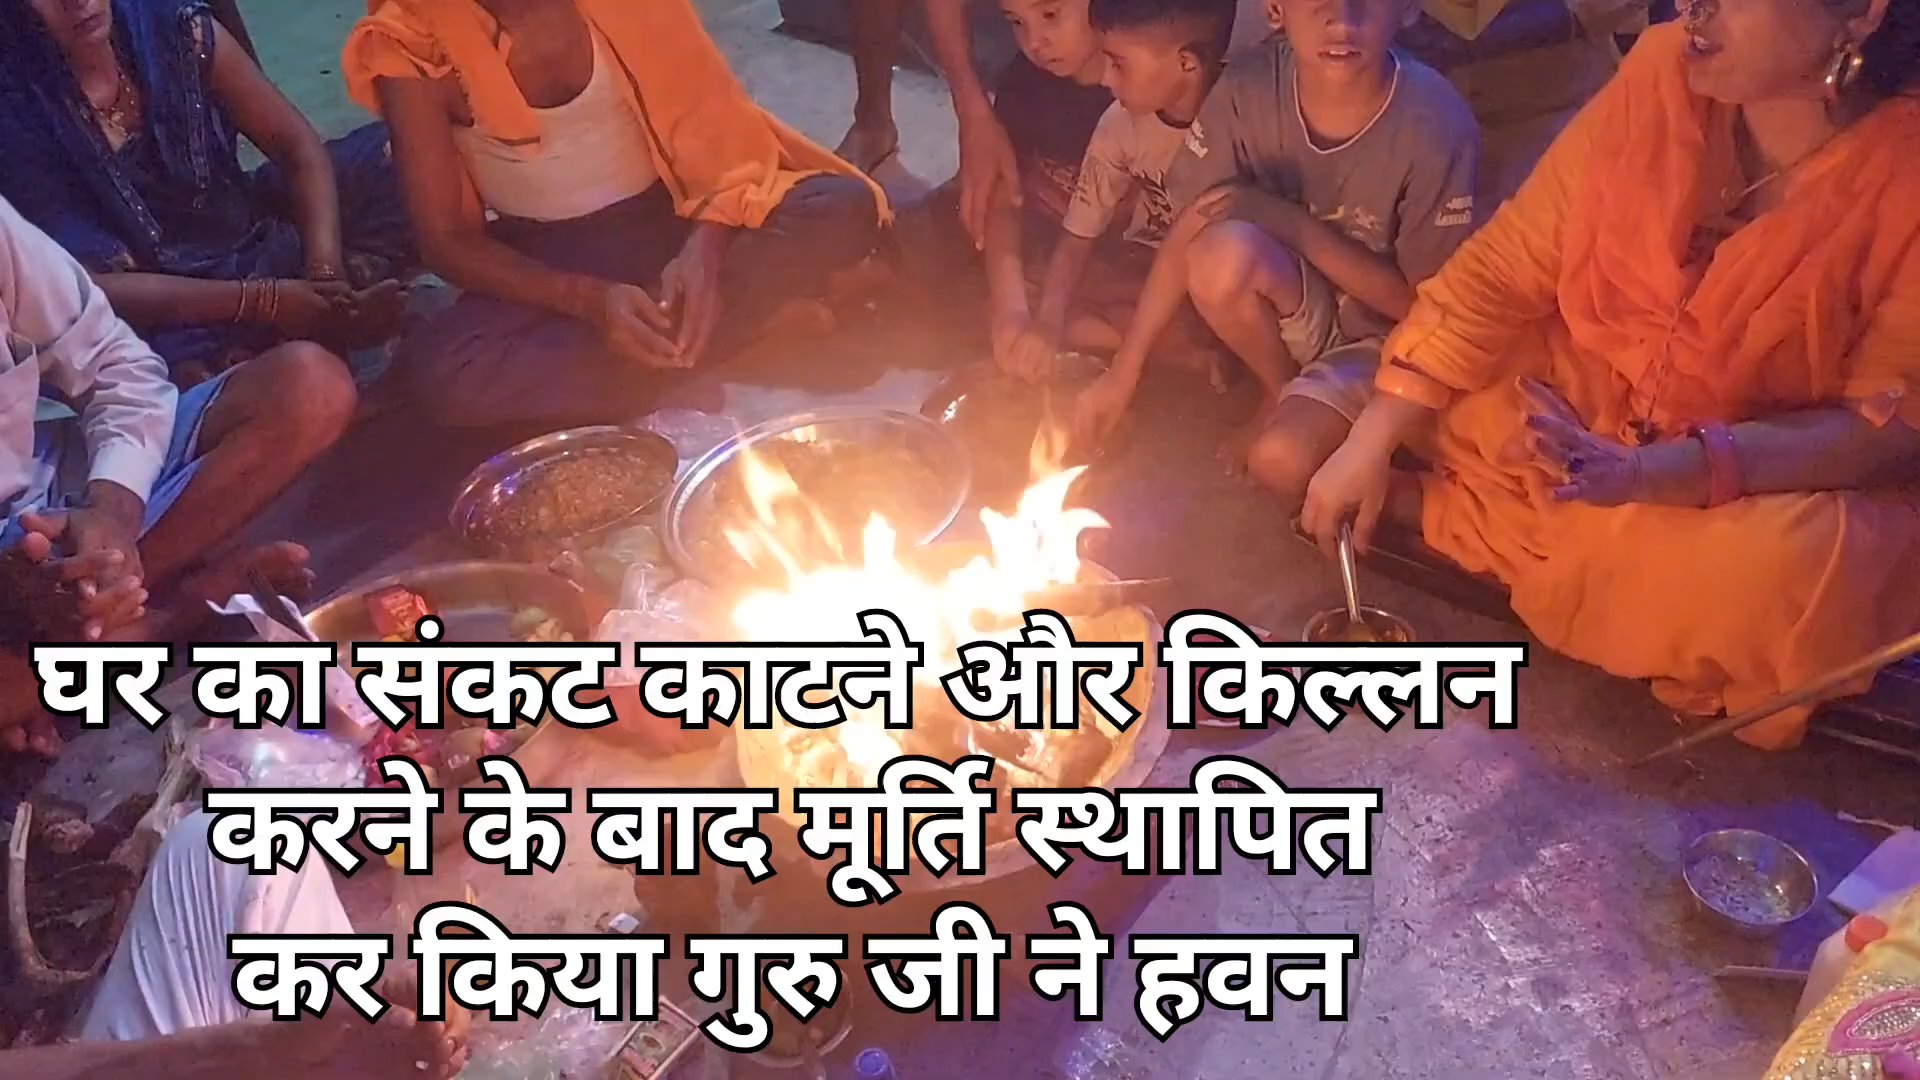 घर का संकट काटने और किल्लन
करने के बाद मूर्ति स्थापित
कर किया गुरु जी ने हवन